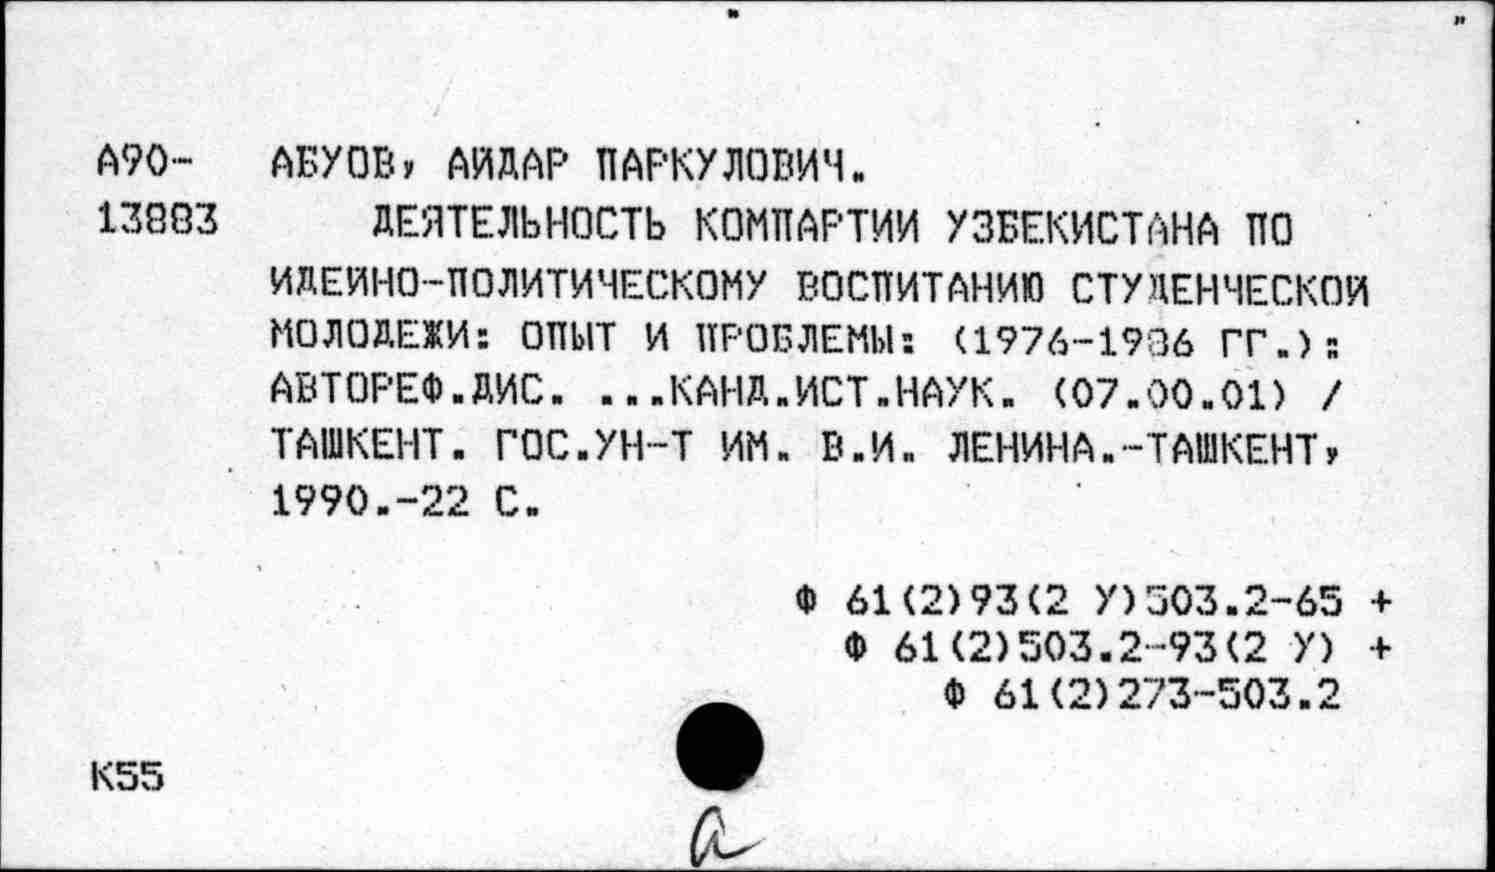 А90- АБУОВ, АЙДАР ПАРКУЛОВИЧ.
13883 ДЕЯТЕЛЬНОСТЬ КОМПАРТИИ УЗБЕКИСТАНА ПО
ИДЕЙНО-ПОЛИТИЧЕСКОМУ ВОСПИТАНИЮ СТУДЕНЧЕСКОЙ
МОЛОДЕЖИ: ОПЫТ И ПРОБЛЕМЫ: (1976-1986 ГГ.):
АВТОРЕФ.ДИС. ...КАНД.ИСТ.НАУК. (07.00.01) /
ТАШКЕНТ. ГОС.УН-Т ИМ. В.И. ЛЕНИНА.-ТАШКЕНТ,
1990.-22 С.
Ф 61(2)93(2 У)503.2-65 +
Ф 61(2)503.2-93(2 У) +
Ф 61(2)273-503.2
К55
а